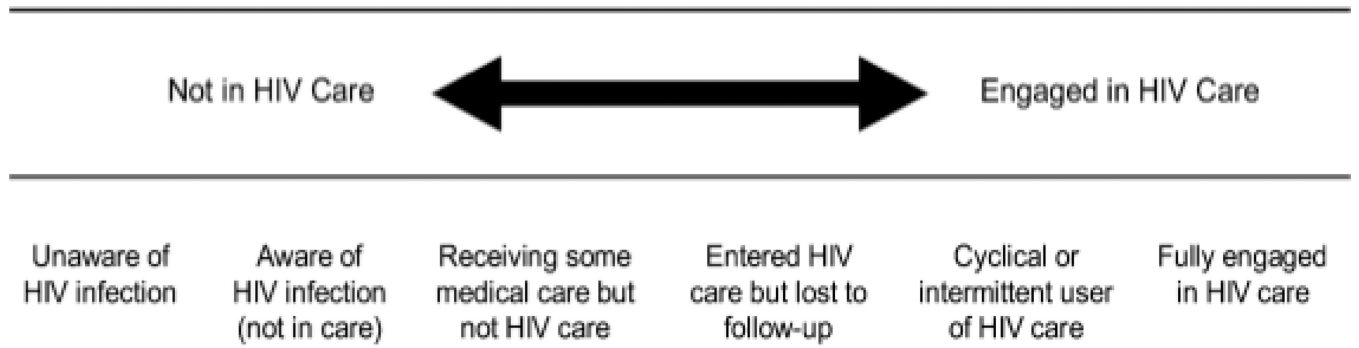 Not in HIV Care
Engaged in HIV Care
Unaware of
HIV infection
Aware of
HIV infection
(not in care)
Receiving some
medical care but
not HIV care
Entered HIV
care but lost to
follow-up
Cyclical or
intermittent user
of HIV care
Fully engaged
in HIV care